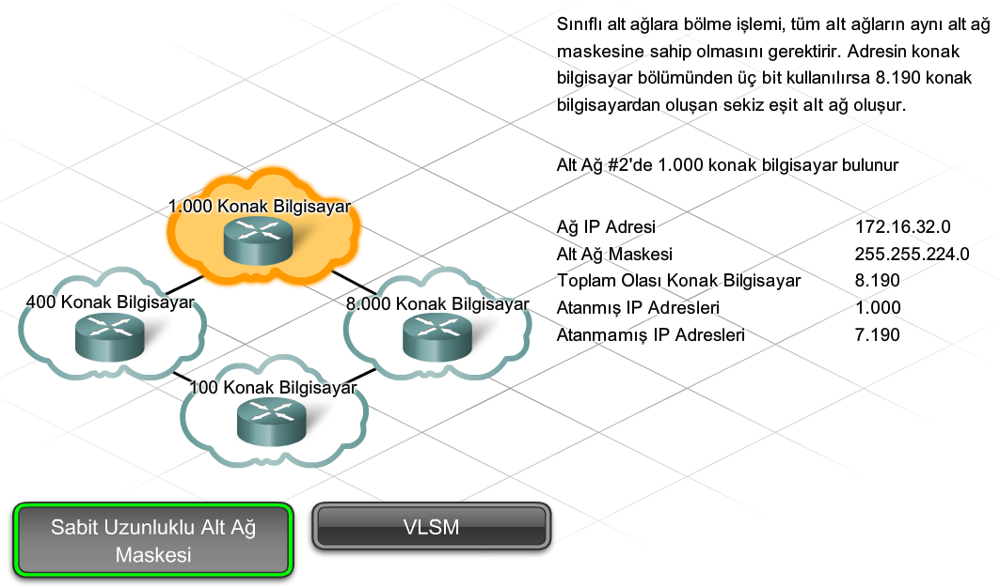 Sınıflı alt ağlara bölme işlemi, tüm alt ağların aynı alt ağ
maskesine sahip olmasını gerektirir. Adresin konak
bilgisayar bölümünden üç bit kullanılırsa 8.190 konak
bilgisayardan oluşan sekiz eşit alt ağ oluşur.
Alt Ağ #2'de 1.000 konak bilgisayar bulunur
Ağ IP Adresi 172.16.32.0
Alt Ağ Maskesi 255.255.224.0
Toplam Olası Konak Bilgisayar 8.190
Atanmış IP Adresleri 1.000
Atanmamış IP Adresleri 7.190
1.000 Konak Bilgisayar
400 Konak Bilgisayar
8.000 Konak Bilgisayar
100 Konak Bilgisayar
Sabit Uzunluklu Alt Ağ
Maskesi
VLSM